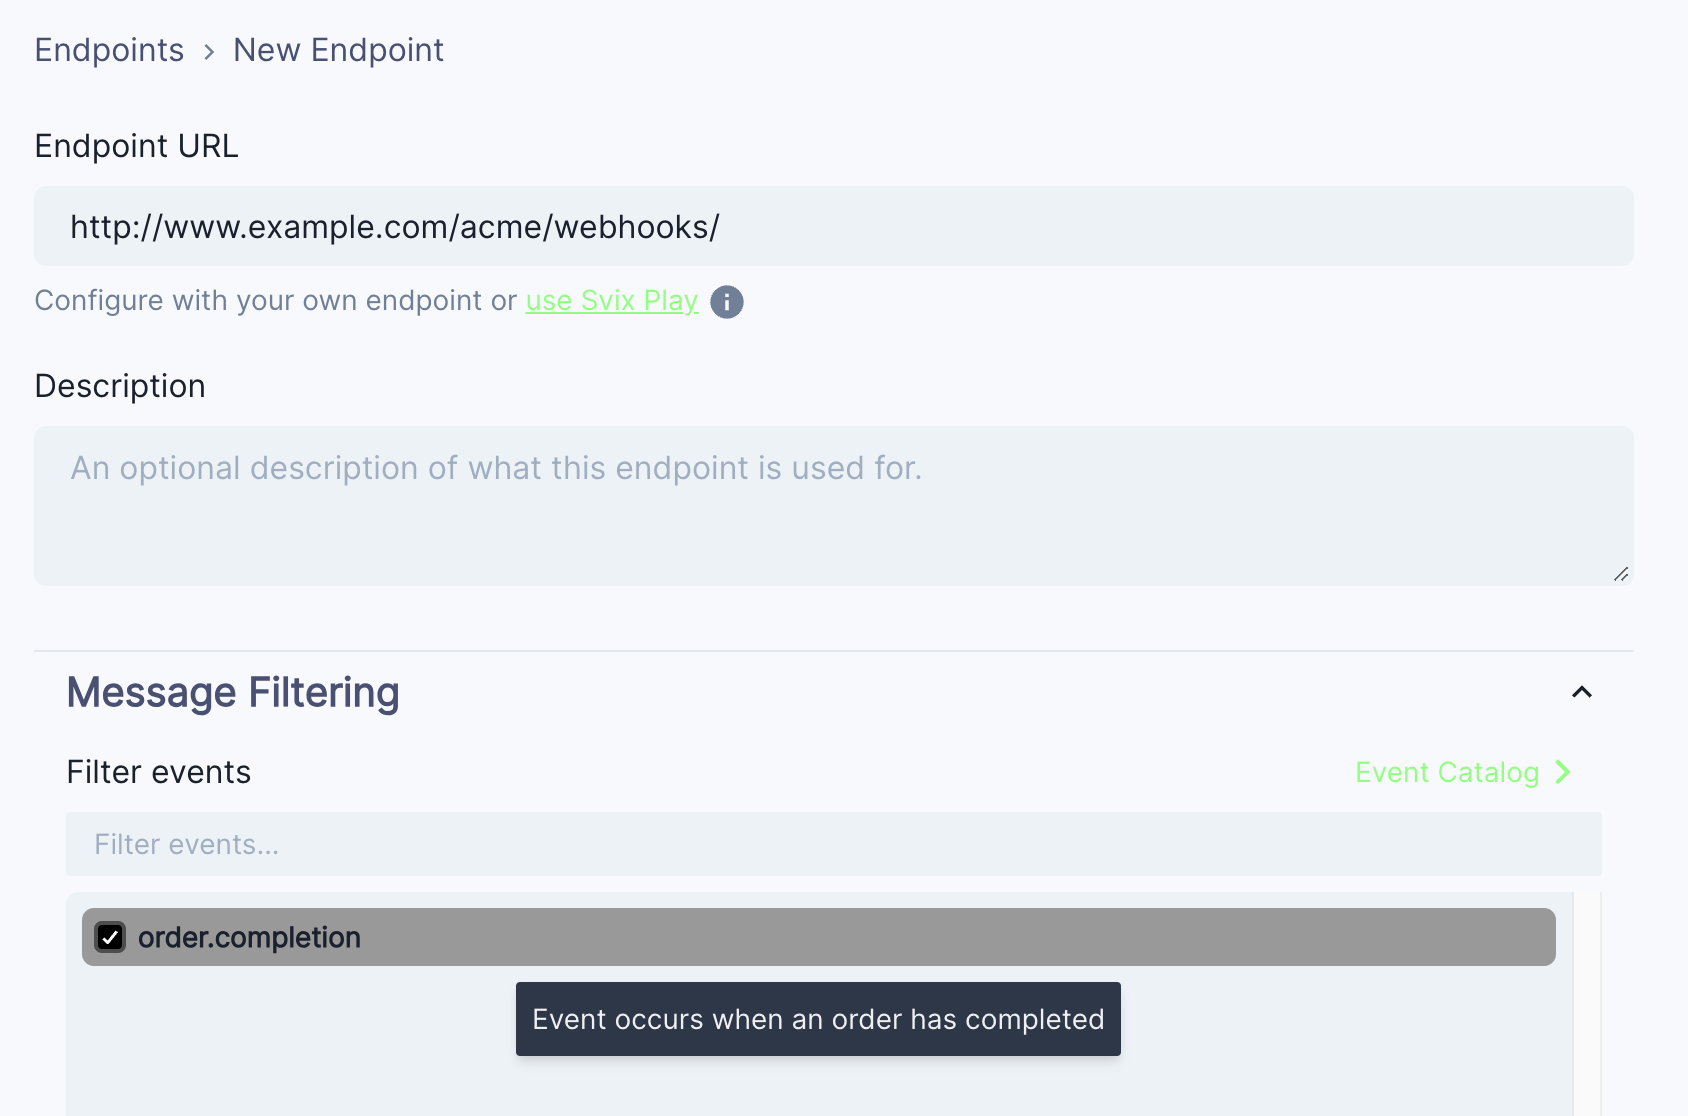 Endpoints › New Endpoint
Endpoint URL
http://www.example.com/acme/webhooks/
Configure with your own endpoint or use Svix Play
Description
An optional description of what this endpoint is used for.
Message Filtering
Filter events
Event Catalog
Filter events...
order.completion
Event occurs when an order has completed